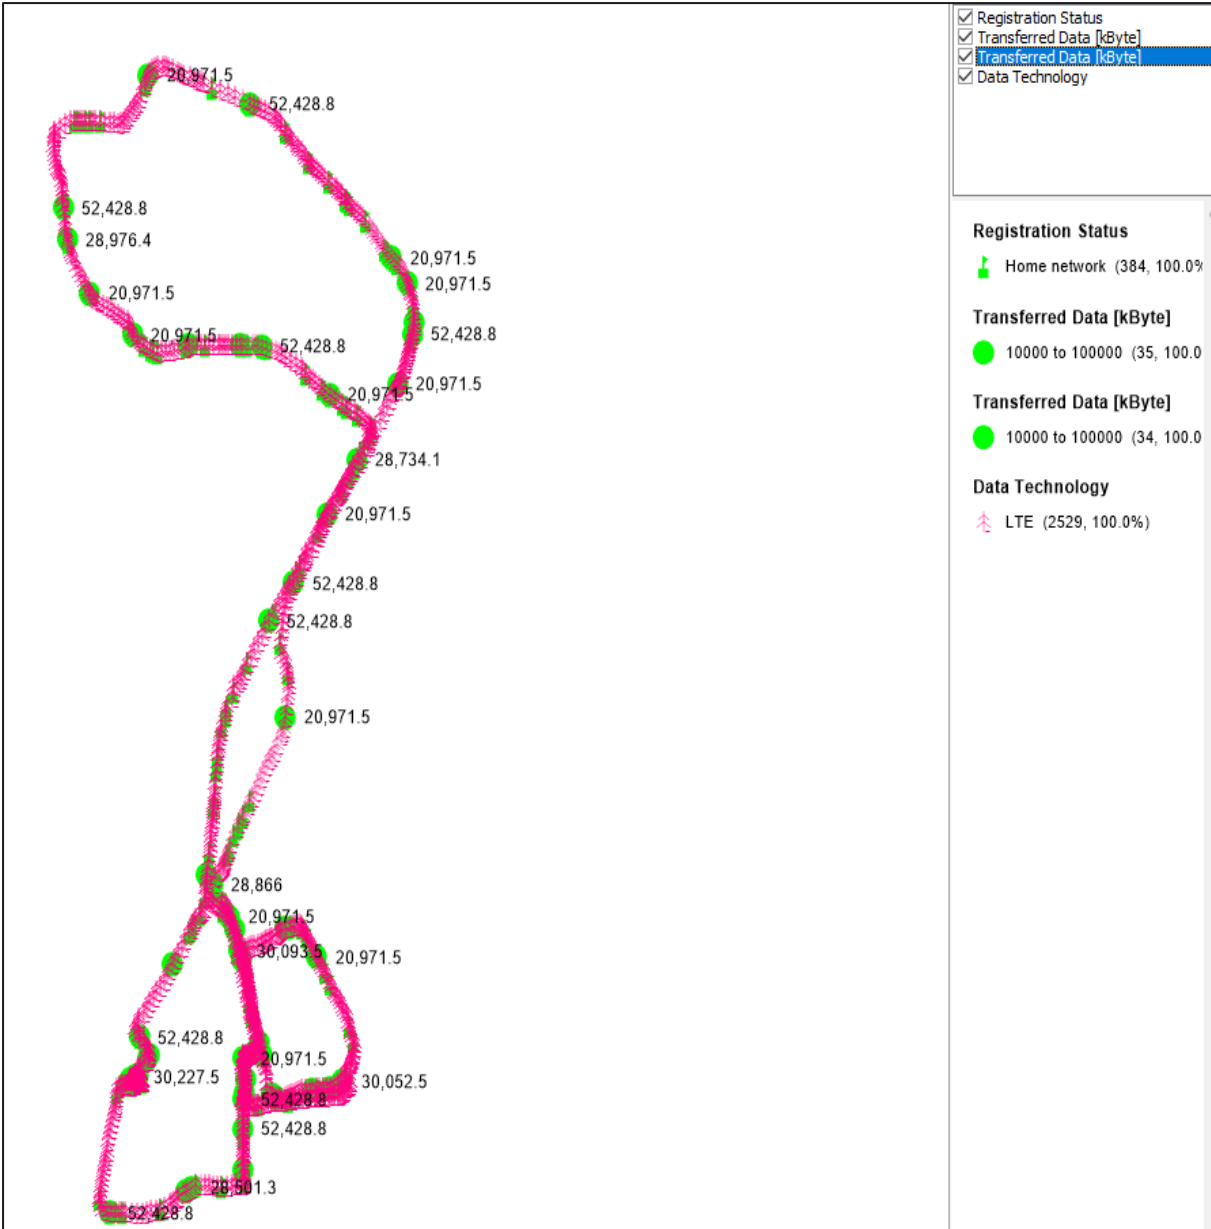 Registration Status
Transferred Data [kByte]
Transferred Data [kByte]
Data Technology
Registration Status
Home network (384, 100.0%
Transferred Data [kByte]
10000 to 100000 (35, 100.0
Transferred Data [kByte]
10000 to 100000 (34, 100.0
Data Technology
LTE (2529, 100.0%)
20,971.5
52,428.8
52,428.8
28,976.4
20,971.5
20,971.5
20,971.5
52,428.8
20,971.5
52,428.8
20,971.5
20,971.5
28,734.1
20,971.5
52,428.8
52,428.8
20,971.5
28,866
20,971.5
30,093.5
20,971.5
52,428.8
20,971.5
30,227.5
30,052.5
52,428.8
52,428.8
28,501.3
52,428.8